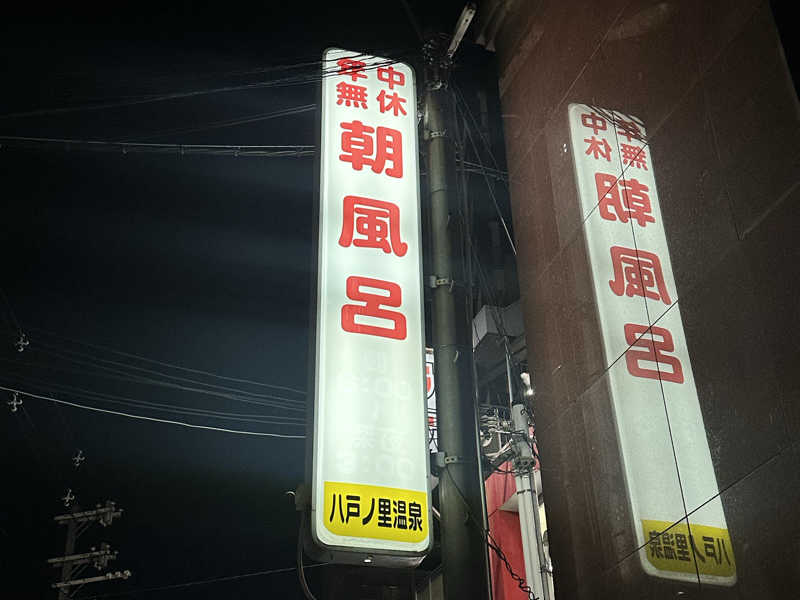 年中
無休
朝風呂
八戸ノ里温泉